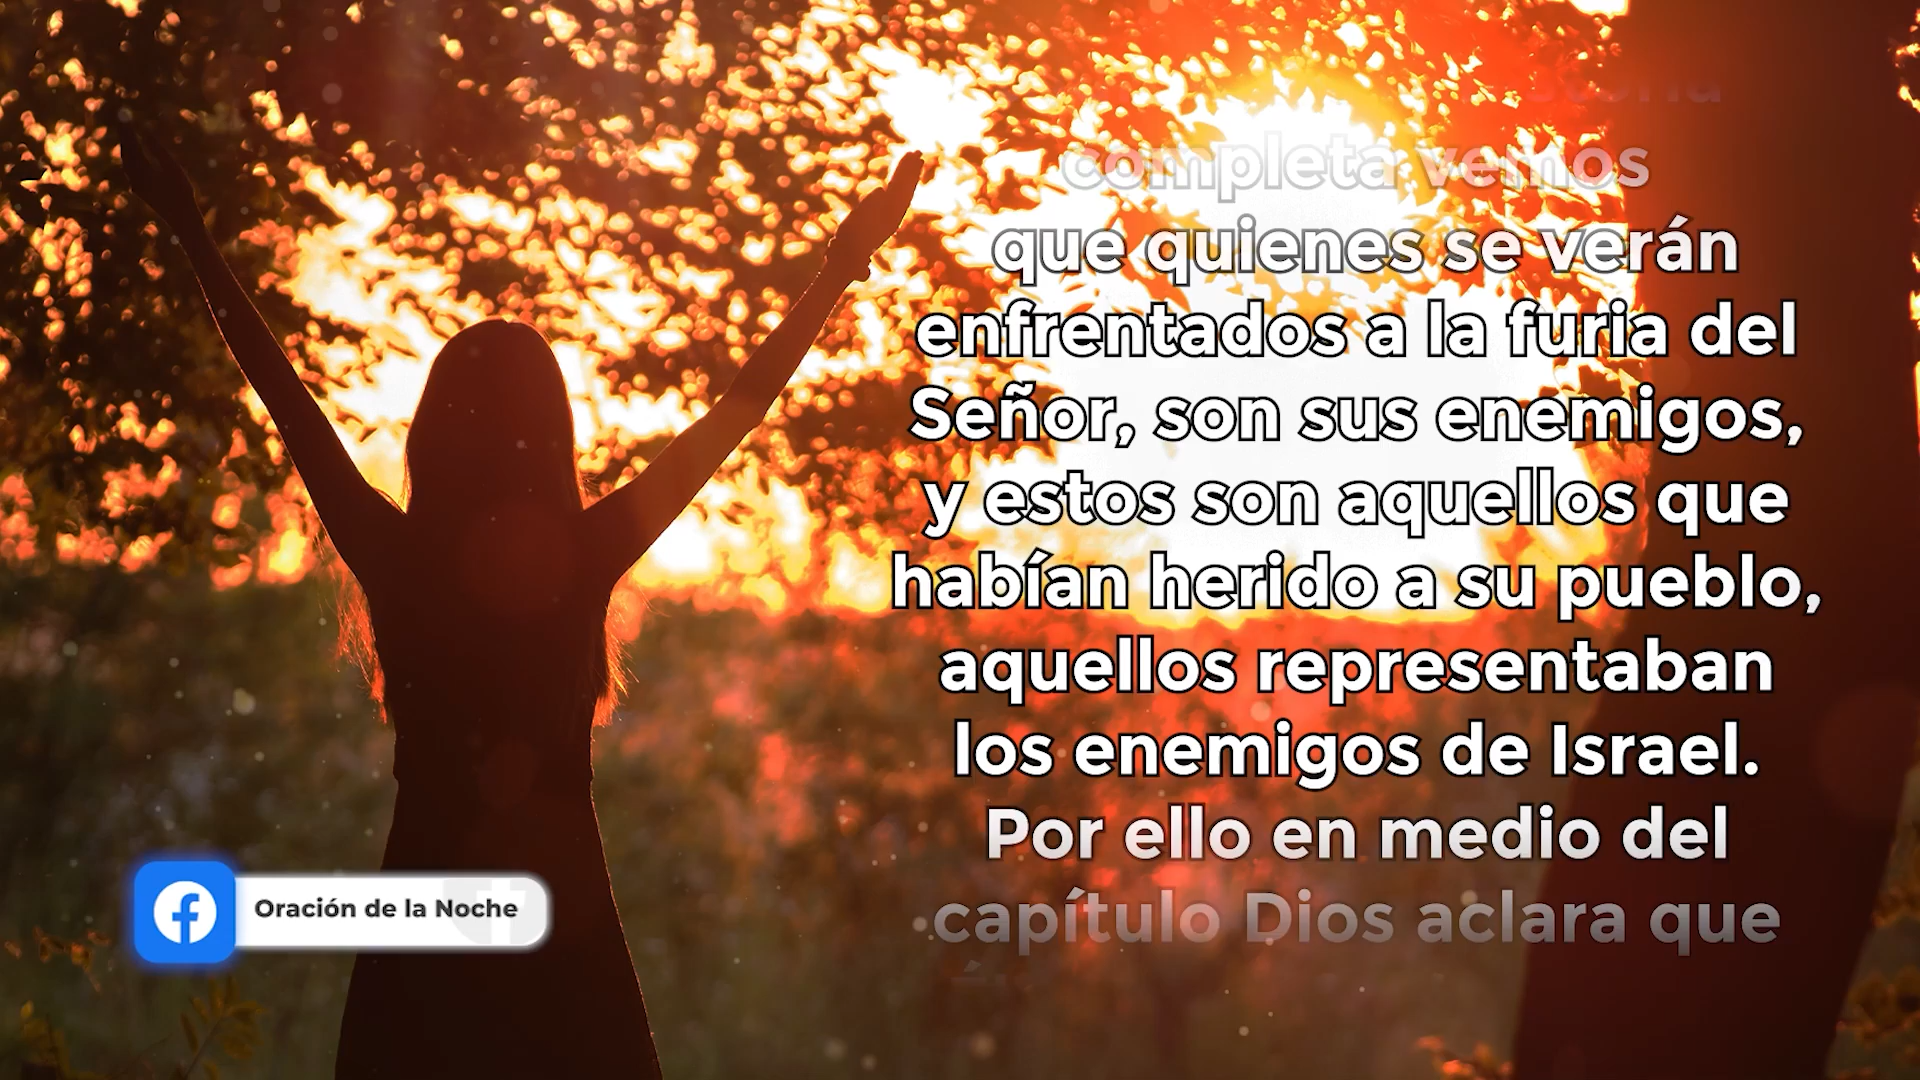 completa vemos
que quienes se verán
enfrentados a la furia del
Señor, son sus enemigos,
y estos son aquellos que
habían herido a su pueblo,
aquellos representaban
los enemigos de Israel.
Por ello en medio del
capítulo Dios aclara que
Oración de la Noche